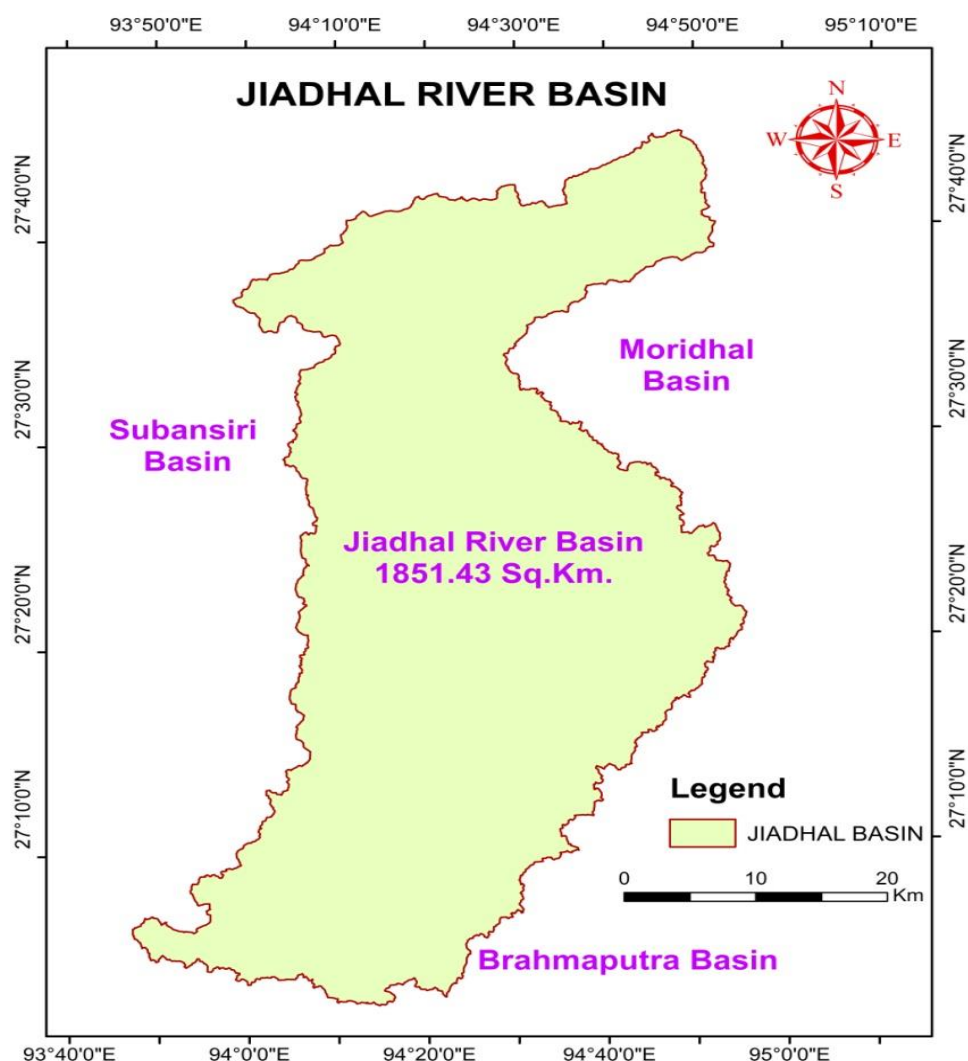 93°50'0"E 94°10'0"E 94°30'0"E 94°50'0"E 95°10'0"E
JIADHAL RIVER BASIN
N
W E
S
27°40'0"N
27°40'0"N
Moridhal
Basin
27°30'0"N
27°30'0"N
Subansiri
Basin
Jiadhal River Basin
1851.43 Sq.Km.
27°20'0"N
27°20'0"N
Legend
JIADHAL BASIN
27°10'0"N
27°10'0"N
0 10 20
Km
Brahmaputra Basin
93°40'0"E 94°0'0"E 94°20'0"E 94°40'0"E 95°0'0"E